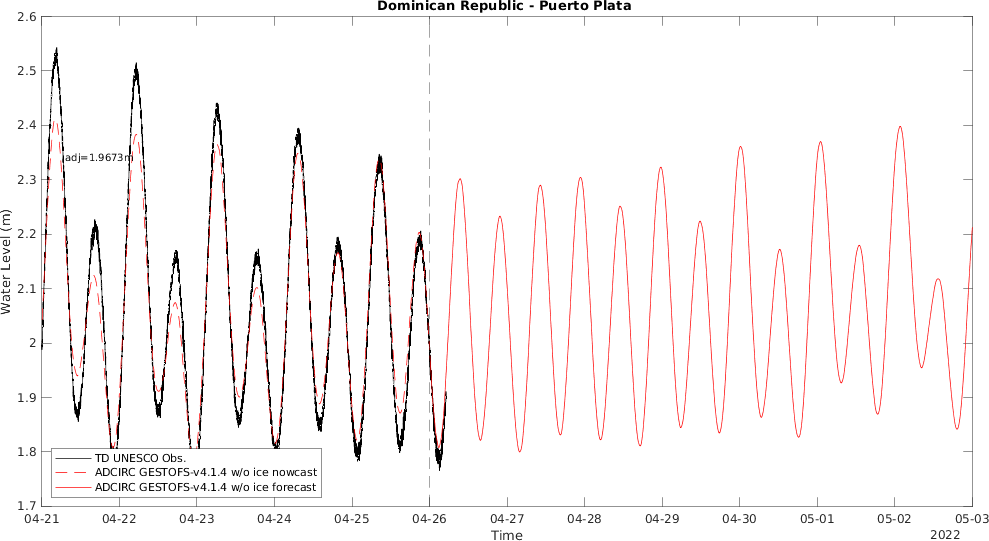 Dominican Republic - Puerto Plata
2.6
2.5
2.4
2.3
2.2
2.1
2
1.9
1.8
1.7
Water Level (m)
adj=1.9673m
TD UNESCO Obs.
ADCIRC GESTOFS-v4.1.4 w/o ice nowcast
ADCIRC GESTOFS-v4.1.4 w/o ice forecast
04-21 04-22 04-23 04-24 04-25 04-26 04-27 04-28 04-29 04-30 05-01 05-02 05-03
Time
2022